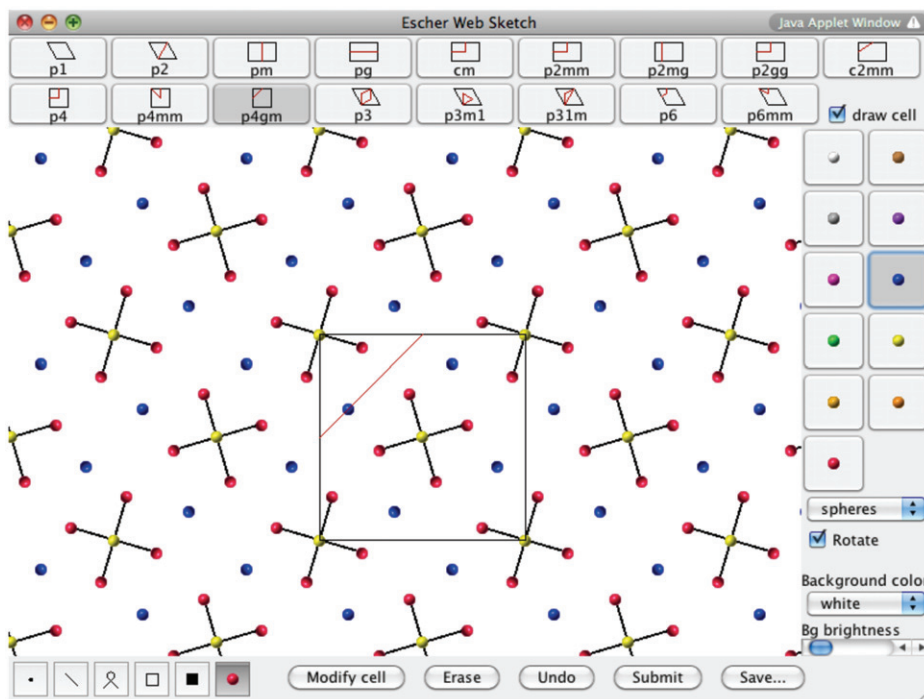 Escher Web Sketch
Java Applet Window
p1 p2 pm pg cm p2mm p2mg p2gg c2mm
p4 p4mm p4gm p3 p3m1 p31m p6 p6mm
draw cell
spheres
Rotate
Background color
white
Bg brightness
Modify cell Erase Undo Submit Save...